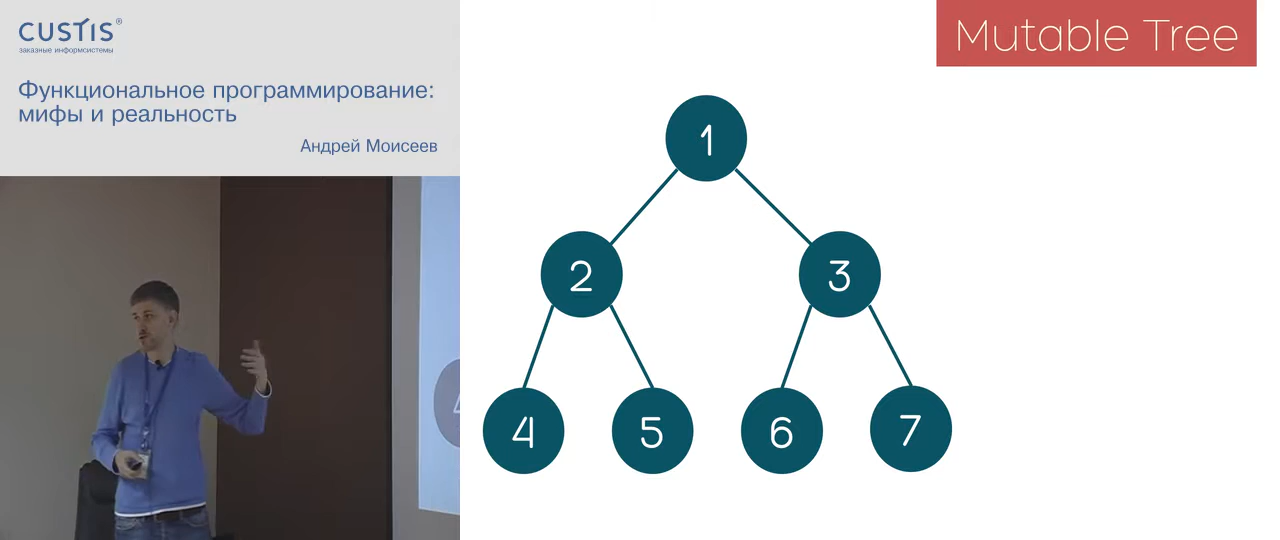 CUSTIS®
заказные информсистемы
Функциональное программирование:
мифы и реальность
Андрей Моисеев
Mutable Tree
1
2
3
4
5
6
7